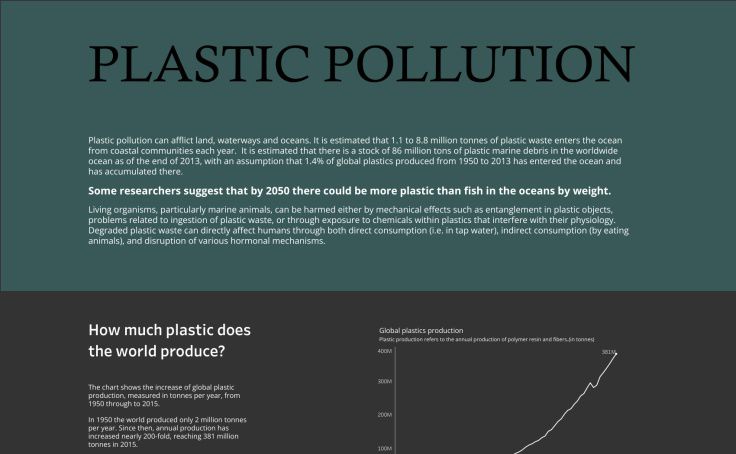 PLASTIC POLLUTION
Plastic pollution can afflict land, waterways and oceans. It is estimated that 1.1 to 8.8 million tonnes of plastic waste enters the ocean
from coastal communities each year.  It is estimated that there is a stock of 86 million tons of plastic marine debris in the worldwide
ocean as of the end of 2013, with an assumption that 1.4% of global plastics produced from 1950 to 2013 has entered the ocean and
has accumulated there.
Some researchers suggest that by 2050 there could be more plastic than fish in the oceans by weight.
Living organisms, particularly marine animals, can be harmed either by mechanical effects such as entanglement in plastic objects,
problems related to ingestion of plastic waste, or through exposure to chemicals within plastics that interfere with their physiology.
Degraded plastic waste can directly affect humans through both direct consumption (i.e. in tap water), indirect consumption (by eating
animals), and disruption of various hormonal mechanisms.
How much plastic does
the world produce?
The chart shows the increase of global plastic
production, measured in tonnes per year, from
1950 through to 2015.
In 1950 the world produced only 2 million tonnes
per year. Since then, annual production has
increased nearly 200-fold, reaching 381 million
tonnes in 2015.
Global plastics production
Plastic production refers to the annual production of polymer resin and fibers.(in tonnes)
400M
381M
300M
200M
100M